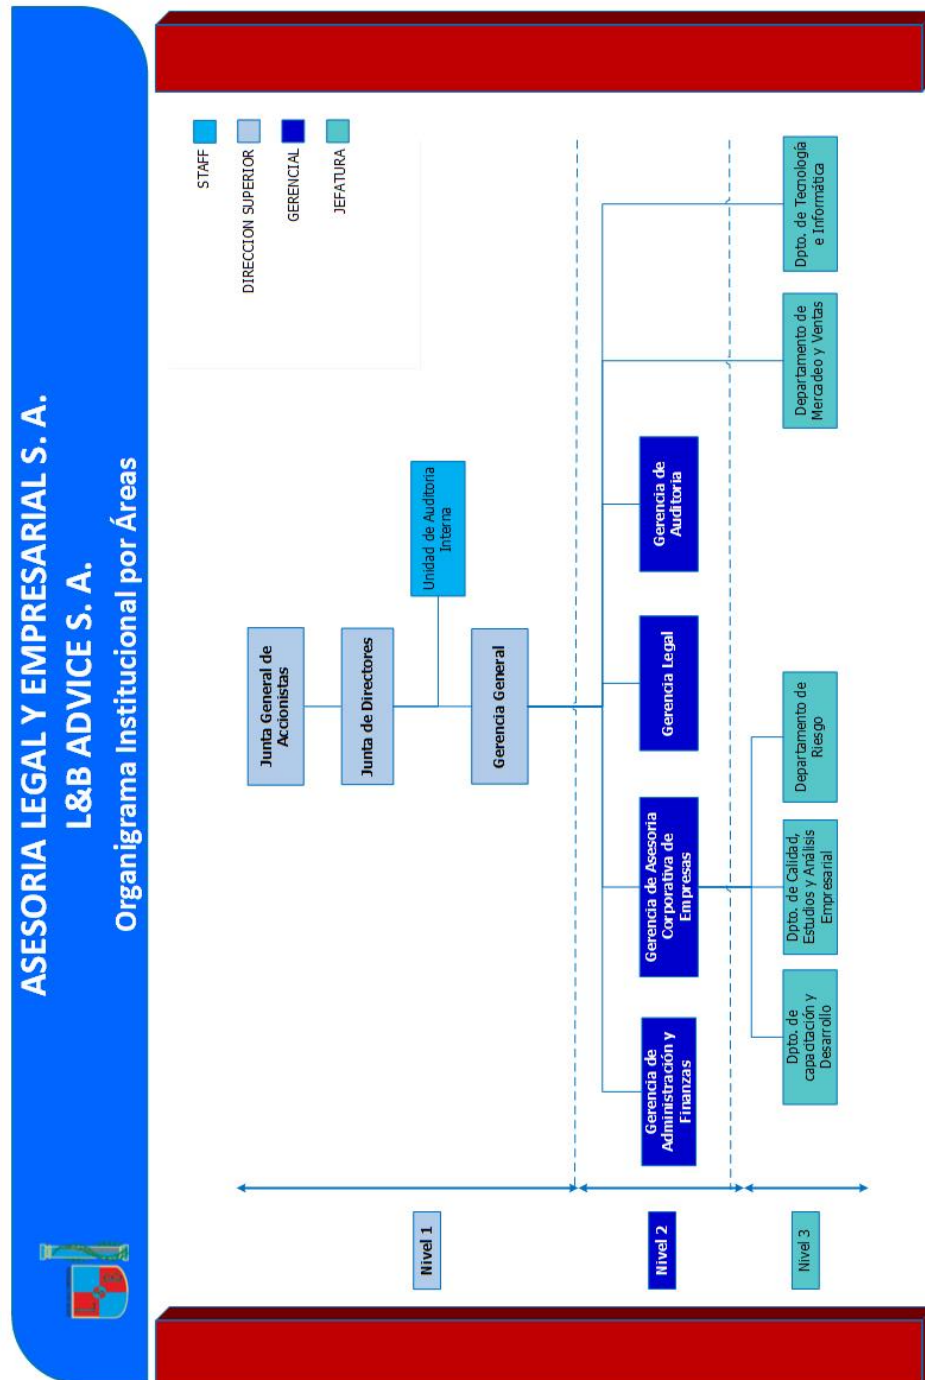 ASESORIA LEGAL Y EMPRESARIAL S. A.
L&B ADVICE S. A.
Organigrama Institucional por Áreas
STAFF
DIRECCION SUPERIOR
GERENCIAL
JEFATURA
Nivel 1
Junta General de
Accionistas
Junta de Directores
Unidad de Auditoria
Interna
Gerencia General
Nivel 2
Gerencia de
Administración y
Finanzas
Gerencia de Asesoría
Corporativa de
Empresas
Gerencia Legal
Gerencia de
Auditoria
Nivel 3
Dpto. de
capacitación y
Desarrollo
Dpto. de Calidad,
Estudios y Análisis
Empresarial
Departamento de
Riesgo
Departamento de
Mercadeo y Ventas
Dpto. de Tecnología
e Informática